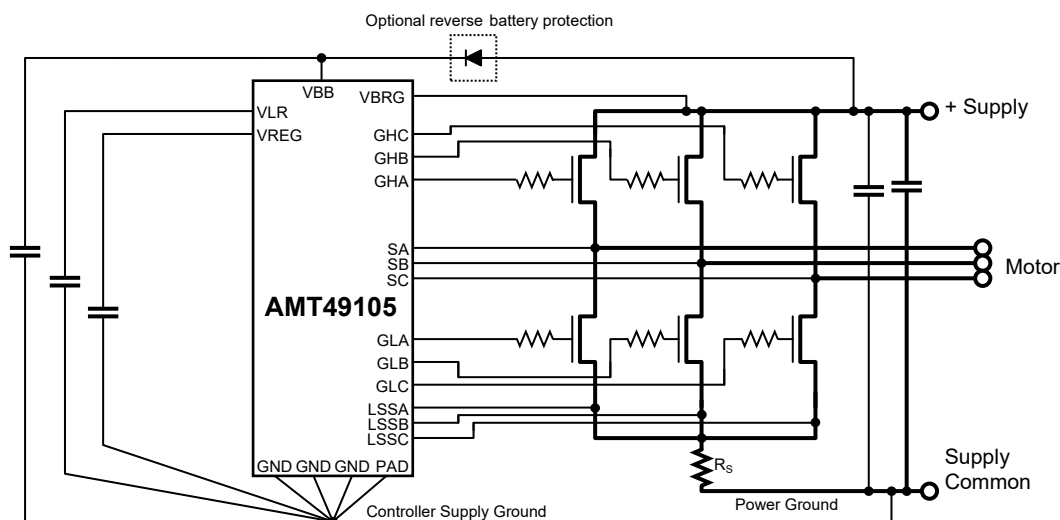 Optional reverse battery protection
VBB
VBRG
VLR
VREG
GHC
GHB
GHA
+ Supply
SA
SB
SC
Motor
AMT49105
GLA
GLB
GLC
LSSA
LSSB
LSSC
GND GND GND PAD
RS
Supply
Common
Power Ground
Controller Supply Ground